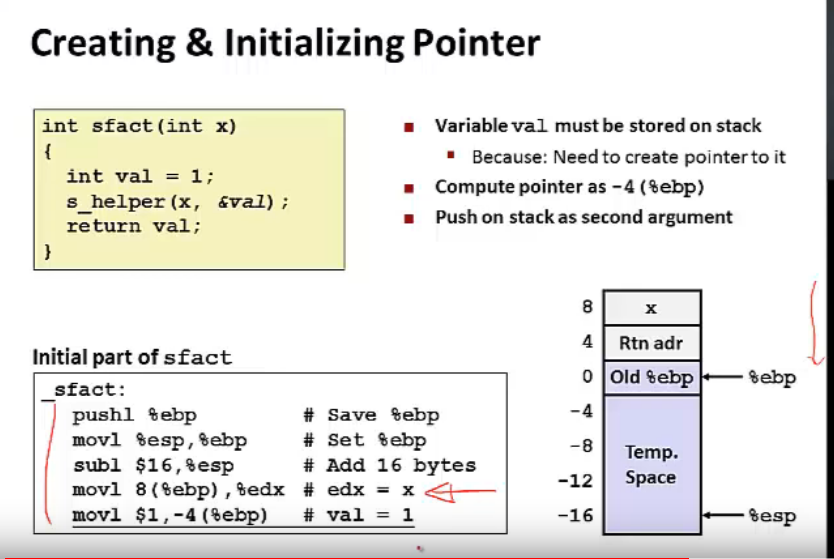 Creating & Initializing Pointer
int sfact(int x)
{
int val = 1;
s_helper(x, &val);
return val;
}
■ Variable val must be stored on stack
▪ Because: Need to create pointer to it
■ Compute pointer as -4(%ebp)
■ Push on stack as second argument
Initial part of sfact
_sfact:
pushl %ebp # Save %ebp
movl %esp,%ebp # Set %ebp
subl $16,%esp # Add 16 bytes
movl 8(%ebp),%edx # edx = x
movl $1,-4(%ebp) # val = 1
8 x
4 Rtn adr
0 Old %ebp %ebp
-4
-8 Temp.
-12 Space
-16 %esp